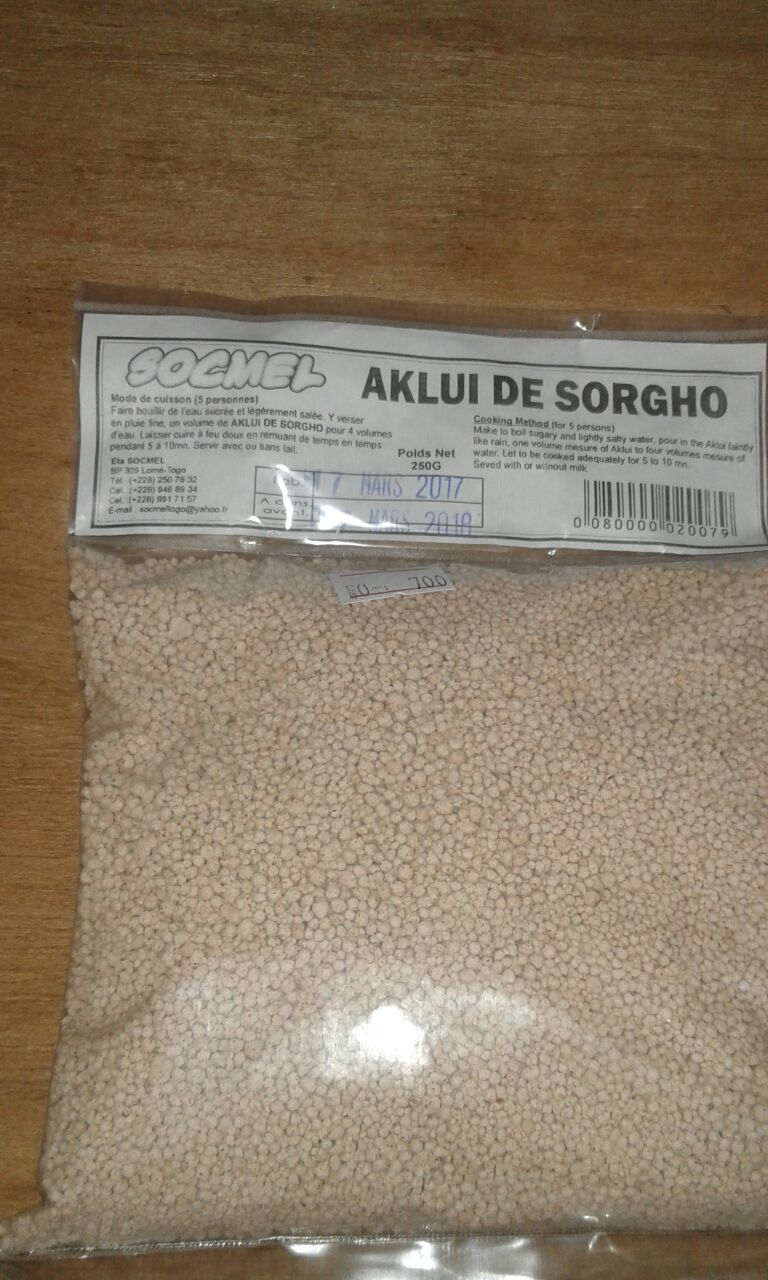 SOCMEL
AKLUI DE SORGHO
Mode de cuisson (5 personnes)
Faire bouillir de l'eau sucrée et légèrement salée. Y verser
en pluie fine, un volume de AKLUI DE SORGHO pour 4 volumes
d'eau. Laisser cuire à feu doux en remuant de temps en temps
pendant 5 à 10mn. Servir avec ou sans lait.
Ets SOCMEL
BP 309 Lomé-Togo
Tél. :(+228) 250 78 32
Cel. :(+228) 946 89 34
Cel. :(+228) 991 71 57
E-mail : socmeltogo@yahoo.fr
Poids Net
250G
Fab.
7 MARS 2017
A cons.
avant.
MARS 2018
Cooking Method (for 5 persons)
Make to boil sugary and lightly salty water, pour in the Aklui faintly
like rain, one volume mesure of Aklui to four volumes mesure of
water. Let to be cooked adequately for 5 to 10 mn.
Seved with or without milk.
0 080000 020079
700